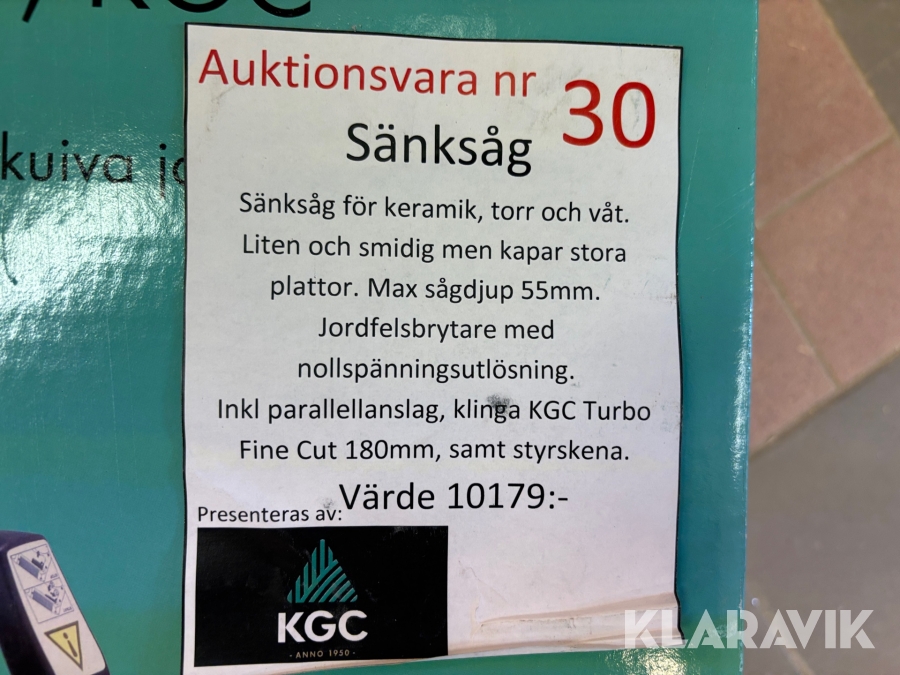 kuiva
Auktionsvara nr 30
Sänksåg
Sänksåg för keramik, torr och våt.
Liten och smidig men kapar stora
plattor. Max sågdjup 55mm.
Jordfelsbrytare med
nollspänningsutlösning.
Inkl parallellanslag, klinga KGC Turbo
Fine Cut 180mm, samt styrskena.
Värde 10179:-
Presenteras av:
KGC
- ANNO 1950 -
KLARAVIK